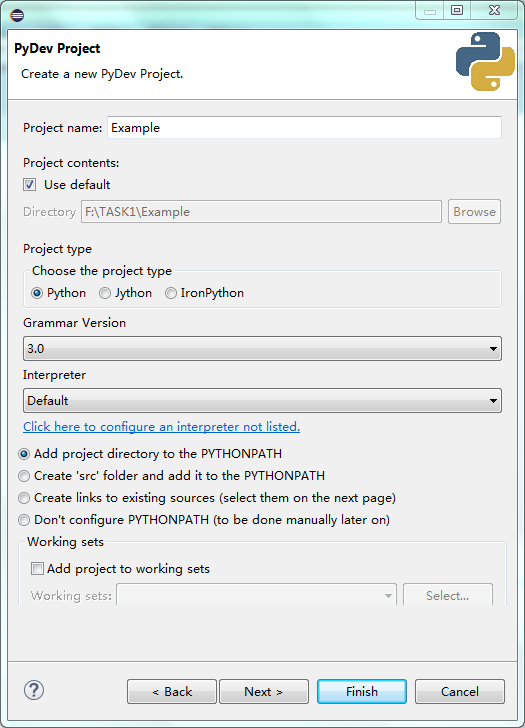 PyDev Project
Create a new PyDev Project.
Project name: Example
Project contents:
Use default
Directory F:\TASK1\Example Browse
Project type
Choose the project type
Python Jython IronPython
Grammar Version
3.0
Interpreter
Default
Click here to configure an interpreter not listed.
Add project directory to the PYTHONPATH
Create 'src' folder and add it to the PYTHONPATH
Create links to existing sources (select them on the next page)
Don't configure PYTHONPATH (to be done manually later on)
Working sets
Add project to working sets
Working sets: Select...
? < Back Next > Finish Cancel